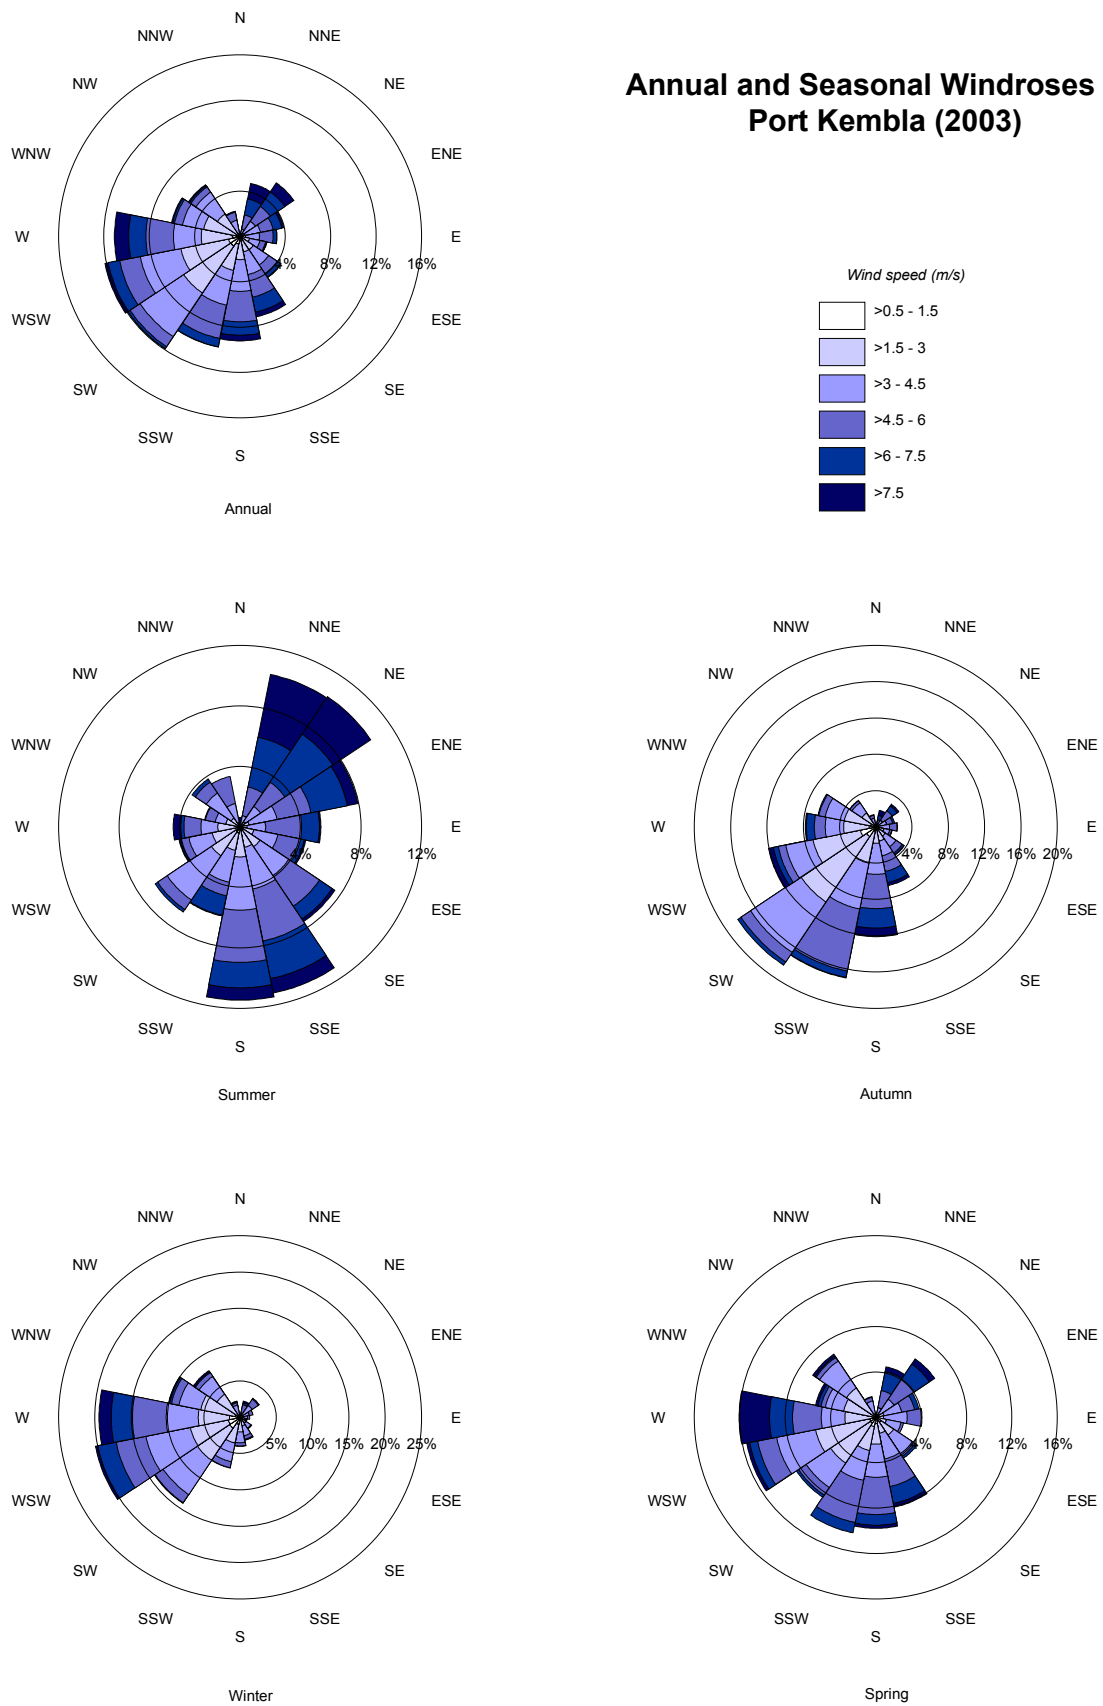 Annual and Seasonal Windroses
Port Kembla (2003)
N
NNW
NNE
NW
NE
WNW
ENE
W
E
4%
8%
12%
16%
WSW
ESE
SW
SE
SSW
SSE
S
Annual
Wind speed (m/s)
>0.5 - 1.5
>1.5 - 3
>3 - 4.5
>4.5 - 6
>6 - 7.5
>7.5
N
NNW
NNE
NW
NE
WNW
ENE
W
E
4%
8%
12%
WSW
ESE
SW
SE
SSW
SSE
S
Summer
N
NNW
NNE
NW
NE
WNW
ENE
W
E
4%
8%
12%
16%
20%
WSW
ESE
SW
SE
SSW
SSE
S
Autumn
N
NNW
NNE
NW
NE
WNW
ENE
W
E
5%
10%
15%
20%
25%
WSW
ESE
SW
SE
SSW
SSE
S
Winter
N
NNW
NNE
NW
NE
WNW
ENE
W
E
4%
8%
12%
16%
WSW
ESE
SW
SE
SSW
SSE
S
Spring